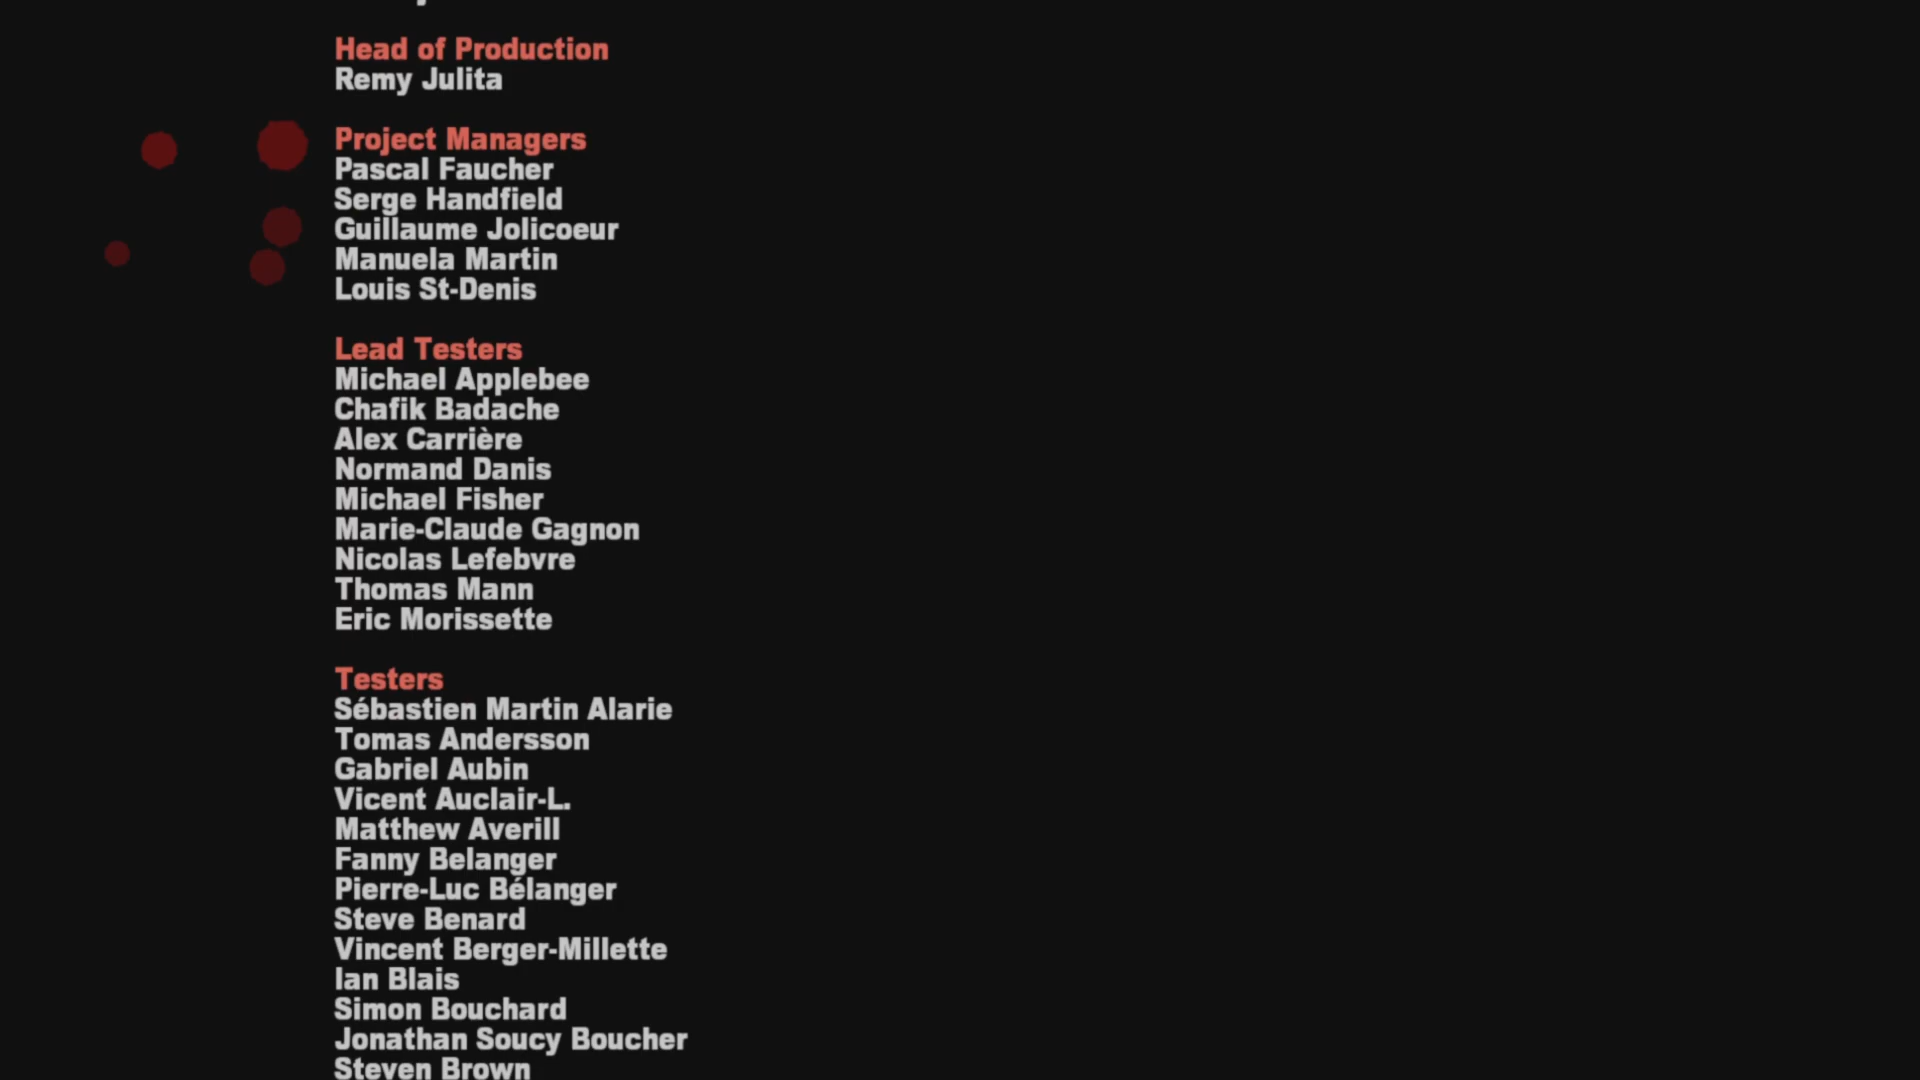 Head of Production
Remy Julita
Project Managers
Pascal Faucher
Serge Handfield
Guillaume Jolicoeur
Manuela Martin
Louis St-Denis
Lead Testers
Michael Applebee
Chafik Badache
Alex Carrière
Normand Danis
Michael Fisher
Marie-Claude Gagnon
Nicolas Lefebvre
Thomas Mann
Eric Morissette
Testers
Sébastien Martin Alarie
Tomas Andersson
Gabriel Aubin
Vicent Auclair-L.
Matthew Averill
Fanny Belanger
Pierre-Luc Bélanger
Steve Benard
Vincent Berger-Millette
Ian Blais
Simon Bouchard
Jonathan Soucy Boucher
Steven Brown